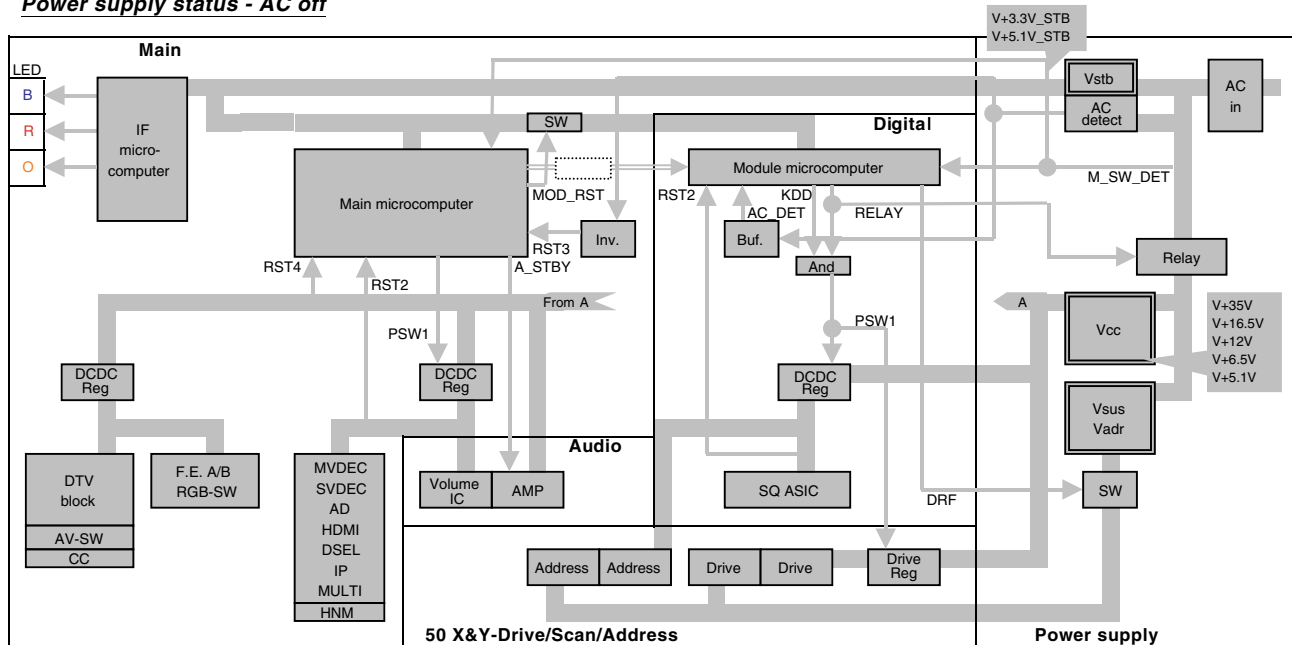 Power supply status - AC off
V+3.3V_STB
V+5.1V_STB
Main
LED
B
R
O
IF
micro-
computer
SW
Digital
Vstb
AC
detect
AC
in
Main microcomputer
MOD_RST
Module microcomputer
M_SW_DET
RST2
AC_DET
KDD
RELAY
RST3
Inv.
A_STBY
Buf.
And
Relay
RST4
RST2
From A
A
PSW1
PSW1
Vcc
V+35V
V+16.5V
V+12V
V+6.5V
V+5.1V
DCDC
Reg
DCDC
Reg
DCDC
Reg
Vsus
Vadr
Audio
DTV
block
AV-SW
CC
F.E. A/B
RGB-SW
MVDEC
SVDEC
AD
HDMI
DSEL
IP
MULTI
HNM
Volume
IC
AMP
SQ ASIC
DRF
SW
Address
Address
Drive
Drive
Drive
Reg
50 X&Y-Drive/Scan/Address
Power supply